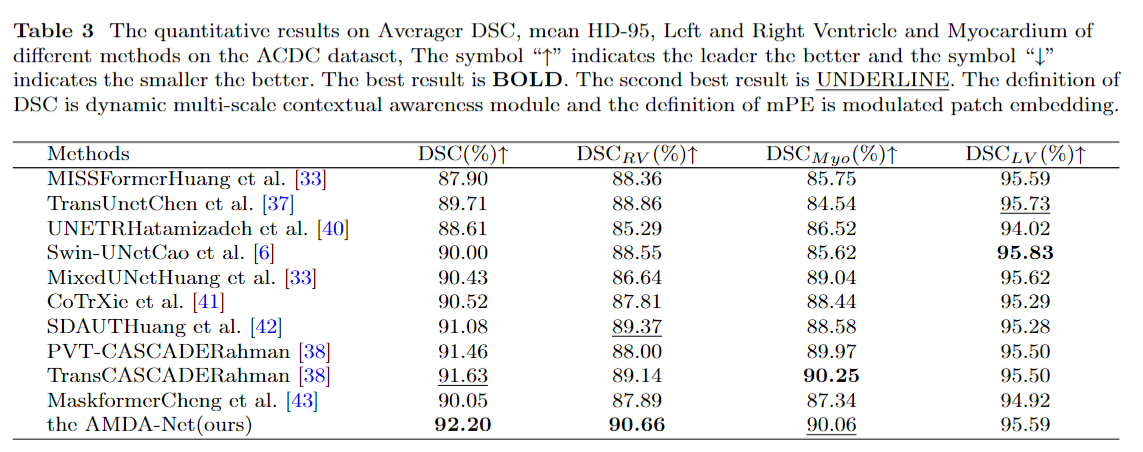 Table 3 The quantitative results on Averager DSC, mean HD-95, Left and Right Ventricle and Myocardium of
different methods on the ACDC dataset, The symbol “↑” indicates the leader the better and the symbol “↓”
indicates the smaller the better. The best result is BOLD. The second best result is UNDERLINE. The definition of
DSC is dynamic multi-scale contextual awareness module and the definition of mPE is modulated patch embedding.
Methods DSC(%)↑ DSC_RV(%)↑ DSC_Myo(%)↑ DSC_LV(%)↑
MISSFormerHuang et al. [33] 87.90 88.36 85.75 95.59
TransUnetChen et al. [37] 89.71 88.86 84.54 95.73
UNETRHatamizadeh et al. [40] 88.61 85.29 86.52 94.02
Swin-UNetCao et al. [6] 90.00 88.55 85.62 95.83
MixedUNetHuang et al. [33] 90.43 86.64 89.04 95.62
CoTrXie et al. [41] 90.52 87.81 88.44 95.29
SDAUTHuang et al. [42] 91.08 89.37 88.58 95.28
PVT-CASCADERahman [38] 91.46 88.00 89.97 95.50
TransCASCADERahman [38] 91.63 89.14 90.25 95.50
MaskformerCheng et al. [43] 90.05 87.89 87.34 94.92
the AMDA-Net(ours) 92.20 90.66 90.06 95.59